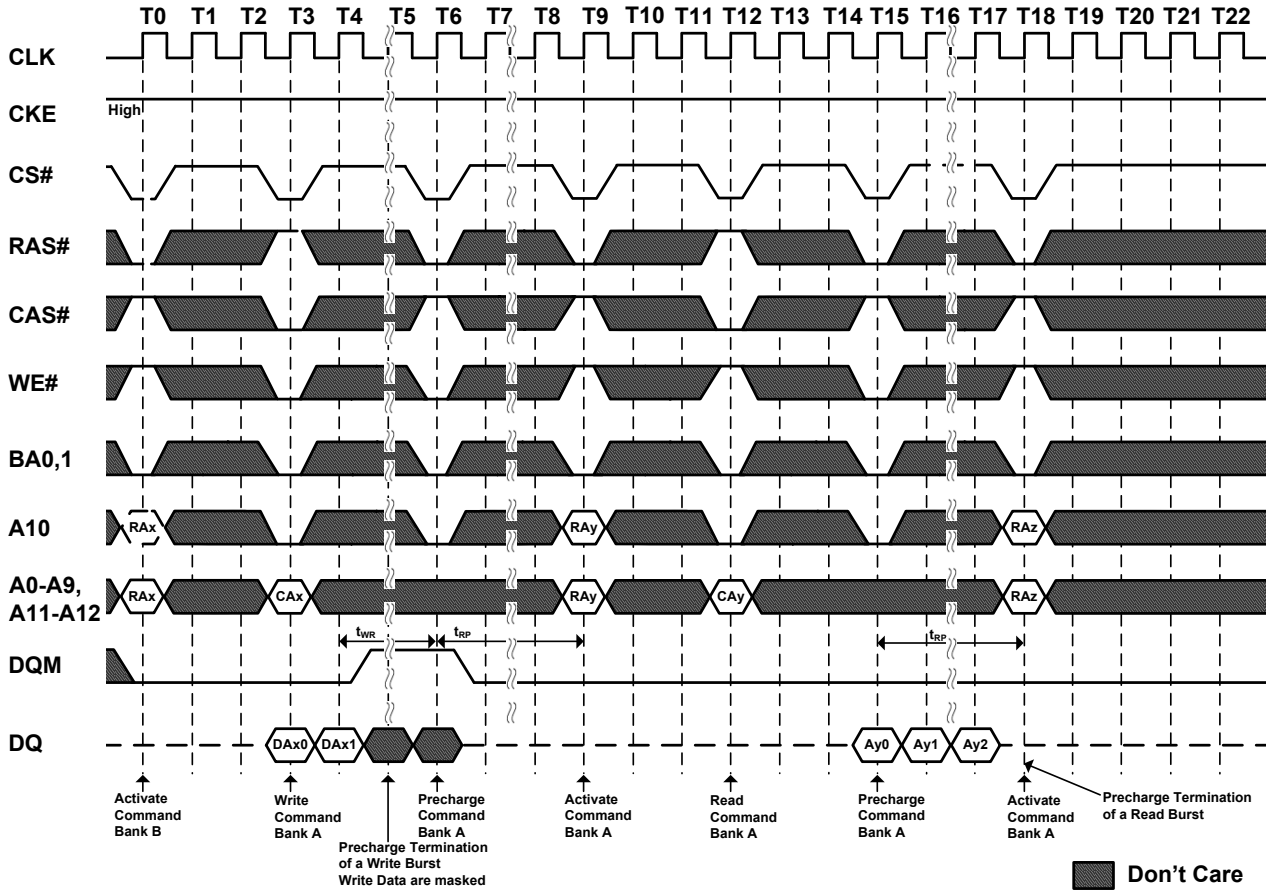 T0 T1 T2 T3 T4 T5 T6 T7 T8 T9 T10 T11 T12 T13 T14 T15 T16 T17 T18 T19 T20 T21 T22
CLK
CKE
High
CS#
RAS#
CAS#
WE#
BA0,1
A10
RAx
RAy
RAz
A0-A9,
A11-A12
RAx
CAx
RAy
CAy
RAz
tWR
tRP
tRP
DQM
DQ
DAx0
DAx1
Ay0
Ay1
Ay2
Activate
Command
Bank B
Write
Command
Bank A
Precharge Termination
of a Write Burst
Write Data are masked
Precharge
Command
Bank A
Activate
Command
Bank A
Read
Command
Bank A
Precharge
Command
Bank A
Activate
Command
Bank A
Precharge Termination
of a Read Burst
Don't Care